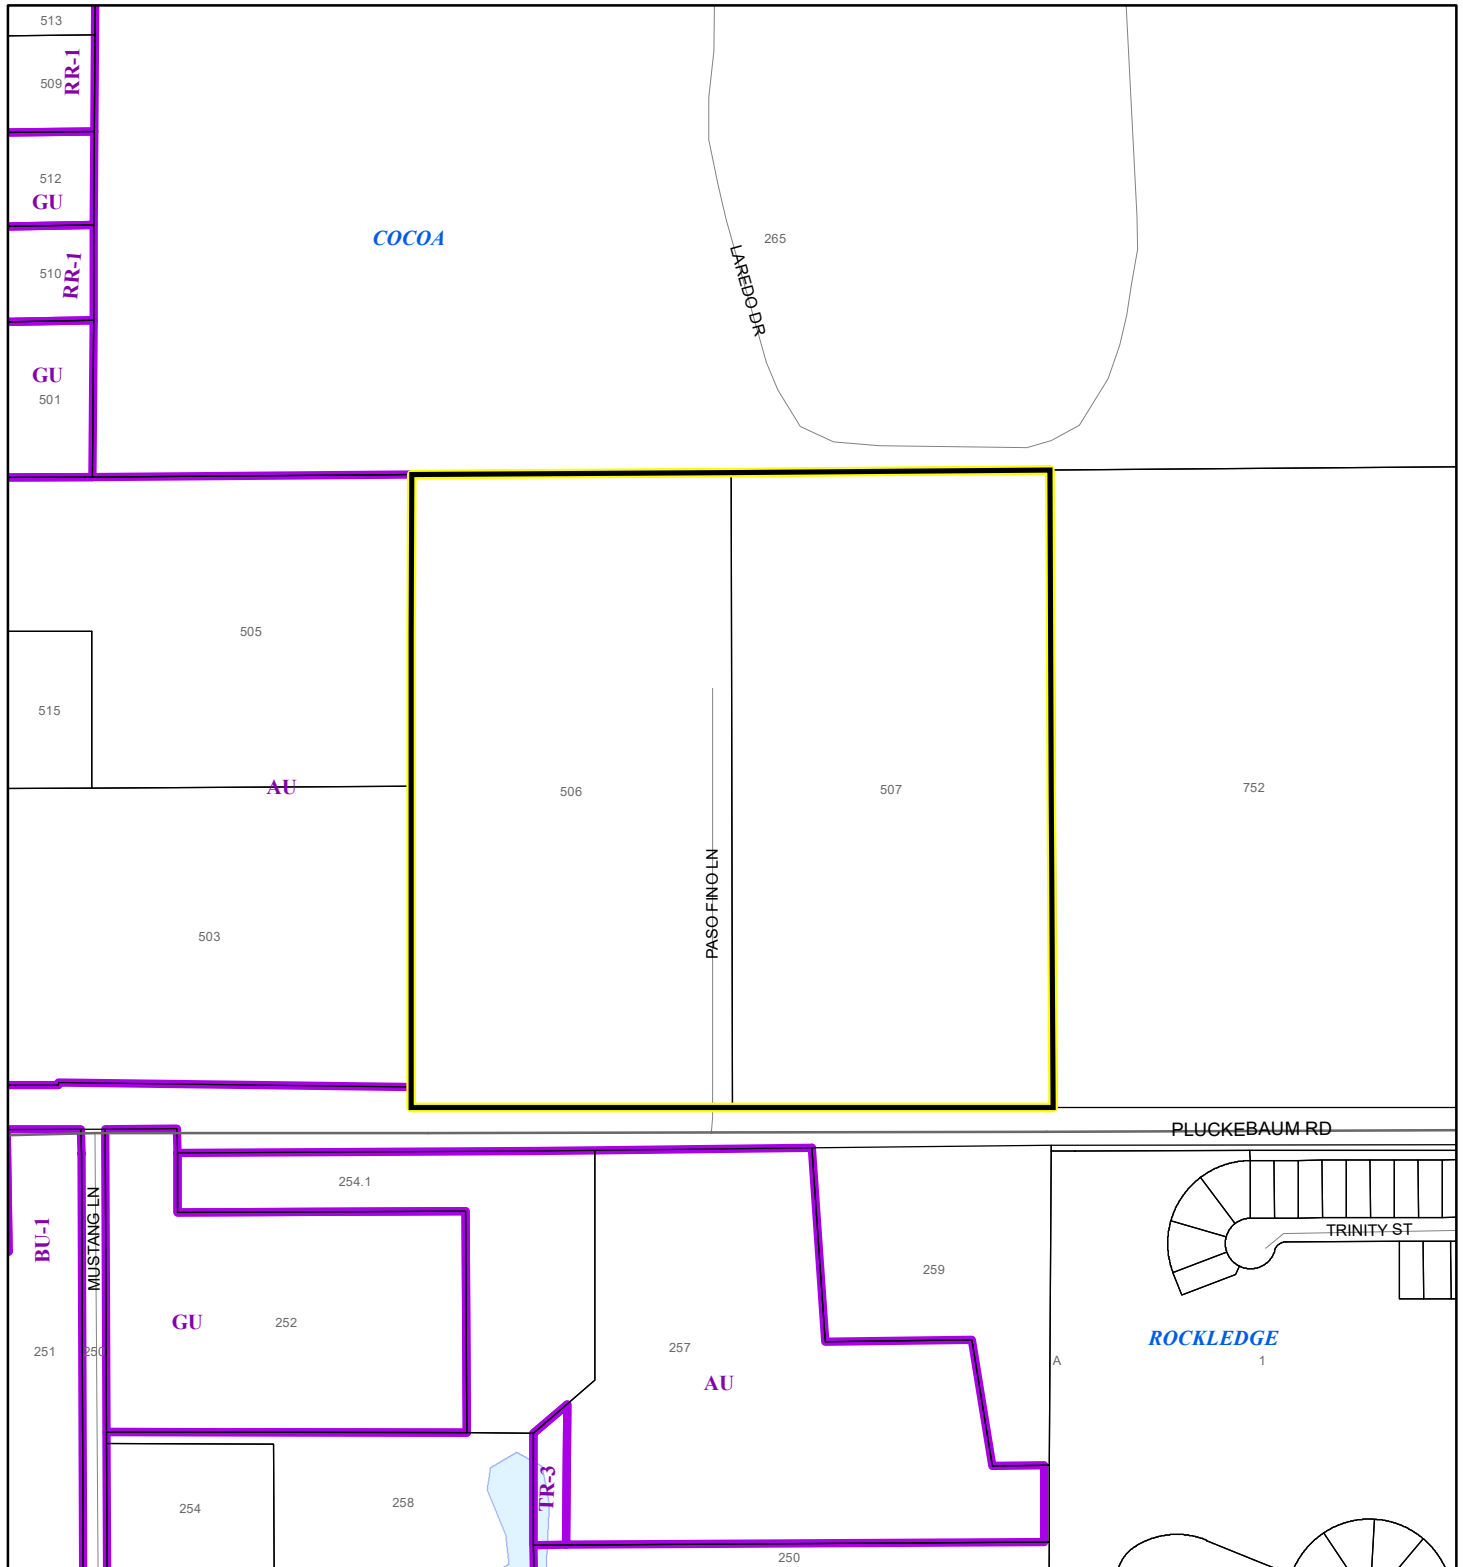 513
RR-1
509
512
GU
COCOA
265
510
RR-1
LAREDO DR
GU
501
505
515
AU
506
507
752
PASO FINO LN
503
PLUCKEBAUM RD
254.1
BU-1
MUSTANG LN
TRINITY ST
259
GU
252
ROCKLEDGE
251
250
257
A
1
AU
TR-3
254
258
250